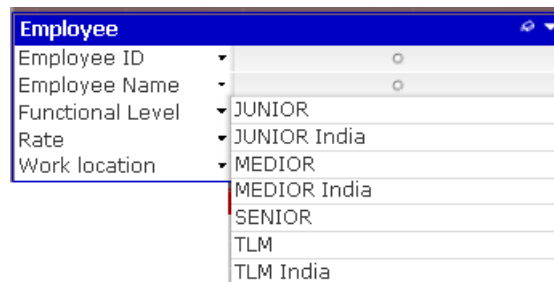 Employee
Employee ID
Employee Name
Functional Level
Rate
Work location
JUNIOR
JUNIOR India
MEDIOR
MEDIOR India
SENIOR
TLM
TLM India